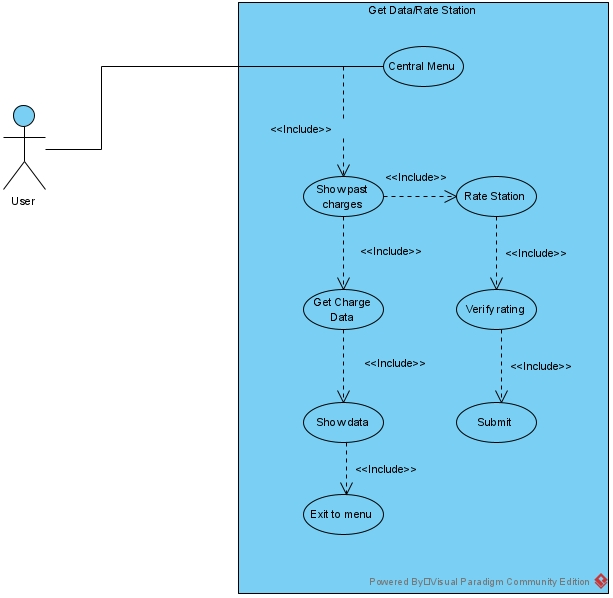 Get Data/Rate Station
Central Menu
<<Include>>
User
Show past
charges
<<Include>>
Rate Station
<<Include>>
<<Include>>
Get Charge
Data
Verify rating
<<Include>>
<<Include>>
Show data
Submit
<<Include>>
Exit to menu
Powered By Visual Paradigm Community Edition